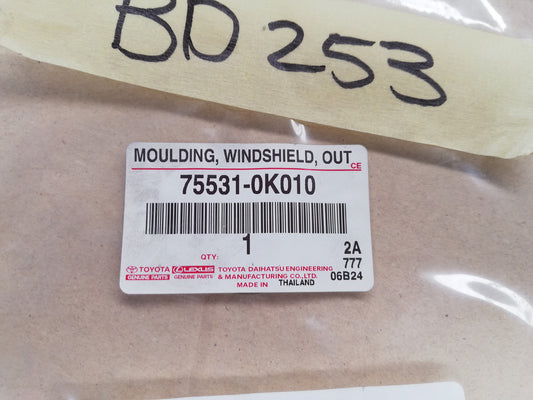 BD 253
MOULDING, WINDSHIELD, OUT
CE
75531-0K010
QTY: 1
2A
777
06B24
TOYOTA
GENUINE PARTS
LEXUS
GENUINE PARTS
TOYOTA DAIHATSU ENGINEERING
& MANUFACTURING CO.,LTD.
MADE IN THAILAND